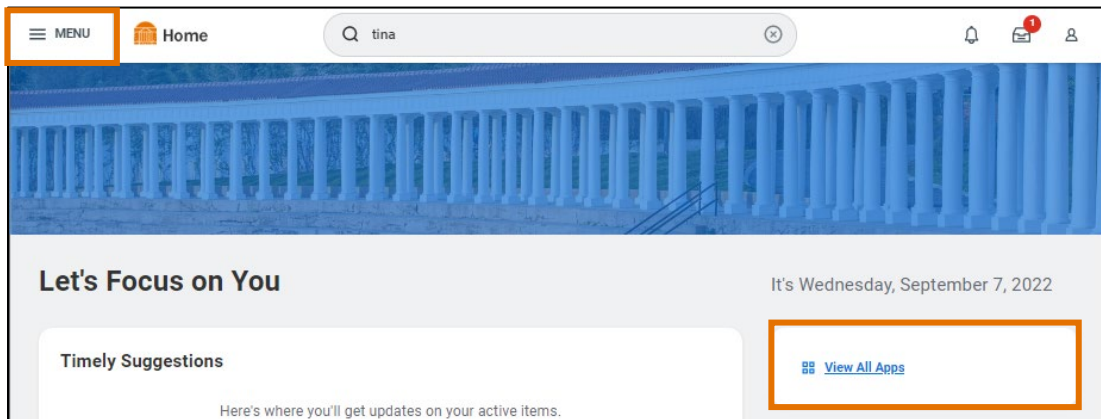 MENU
Home
tina
1
Let's Focus on You
It's Wednesday, September 7, 2022
Timely Suggestions
View All Apps
Here's where you'll get updates on your active items.